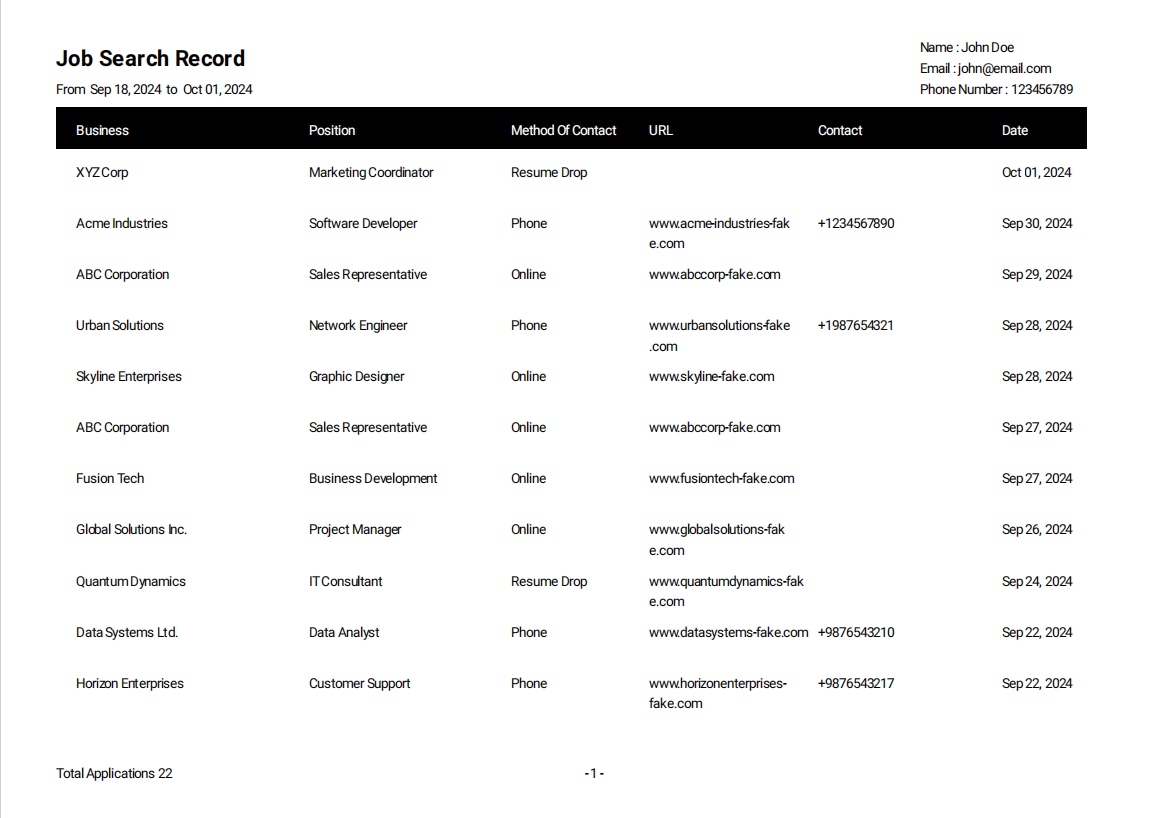 Job Search Record
From Sep 18, 2024 to Oct 01, 2024
Name : John Doe
Email : john@email.com
Phone Number : 123456789
Business Position Method Of Contact URL Contact Date
XYZ Corp Marketing Coordinator Resume Drop Oct 01, 2024
Acme Industries Software Developer Phone www.acme-industries-fak +1234567890 Sep 30, 2024
e.com
ABC Corporation Sales Representative Online www.abccorp-fake.com Sep 29, 2024
Urban Solutions Network Engineer Phone www.urbansolutions-fake +1987654321 Sep 28, 2024
.com
Skyline Enterprises Graphic Designer Online www.skyline-fake.com Sep 28, 2024
ABC Corporation Sales Representative Online www.abccorp-fake.com Sep 27, 2024
Fusion Tech Business Development Online www.fusiontech-fake.com Sep 27, 2024
Global Solutions Inc. Project Manager Online www.globalsolutions-fak Sep 26, 2024
e.com
Quantum Dynamics IT Consultant Resume Drop www.quantumdynamics-fak Sep 24, 2024
e.com
Data Systems Ltd. Data Analyst Phone www.datasystems-fake.com +9876543210 Sep 22, 2024
Horizon Enterprises Customer Support Phone www.horizonenterprises- +9876543217 Sep 22, 2024
fake.com
Total Applications 22 - 1 -